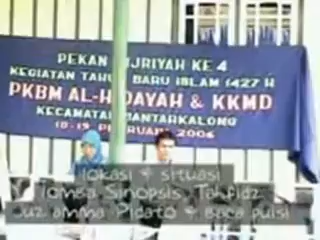 PEKAN HIJRIYAH KE 4
KEGIATAN TAHUN BARU ISLAM 1427 H
PKBM AL-HIDAYAH & KKMD
KECAMATAN BANTARKALONG
PEBRUARI 2006
lokasi & situasi
lomba Sinopsis, Tahfidz
Juz amma Pidato & baca puisi